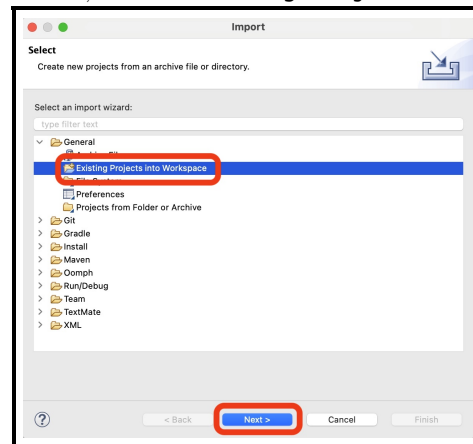 Import
Select
Create new projects from an archive file or directory.
Select an import wizard:
type filter text
General
Existing Projects into Workspace
Preferences
Projects from Folder or Archive
Git
Gradle
Install
Maven
Oomph
Run/Debug
Team
TextMate
XML
? < Back Next > Cancel Finish